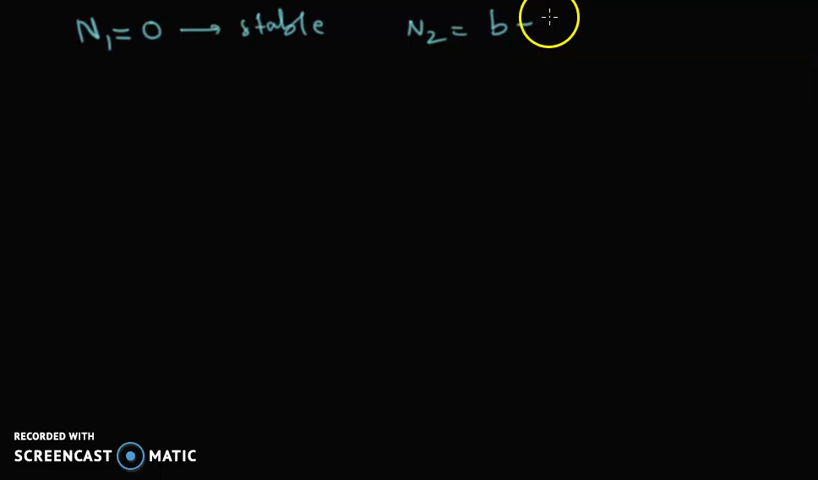 N₁ = 0 → stable N₂ = b -
RECORDED WITH
SCREENCAST MATIC